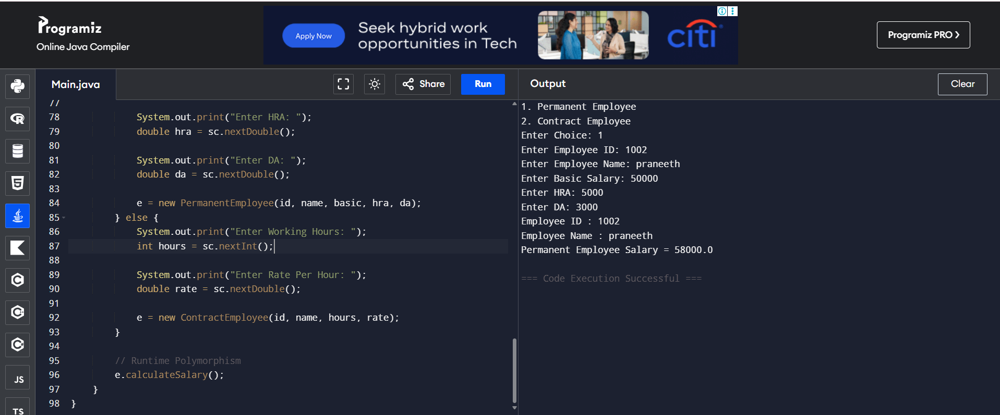 Programiz
Online Java Compiler
Apply Now
Seek hybrid work
opportunities in Tech
citi
Programiz PRO ❯
Main.java
Share
Run
Output
Clear
77
78 System.out.print("Enter HRA: ");
79 double hra = sc.nextDouble();
80
81 System.out.print("Enter DA: ");
82 double da = sc.nextDouble();
83
84 e = new PermanentEmployee(id, name, basic, hra, da);
85 } else {
86 System.out.print("Enter Working Hours: ");
87 int hours = sc.nextInt();
88
89 System.out.print("Enter Rate Per Hour: ");
90 double rate = sc.nextDouble();
91
92 e = new ContractEmployee(id, name, hours, rate);
93 }
94
95 // Runtime Polymorphism
96 e.calculateSalary();
97 }
98 }
1. Permanent Employee
2. Contract Employee
Enter Choice: 1
Enter Employee ID: 1002
Enter Employee Name: praneeth
Enter Basic Salary: 50000
Enter HRA: 5000
Enter DA: 3000
Employee ID : 1002
Employee Name : praneeth
Permanent Employee Salary = 58000.0
=== Code Execution Successful ===
R
5
C
C
C
JS
TS